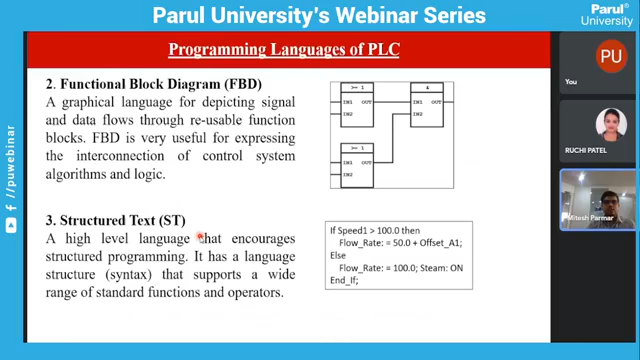 Parul University's Webinar Series
Parul®
University
Programming Languages of PLC
2. Functional Block Diagram (FBD)
A graphical language for depicting signal
and data flows through re-usable function
blocks. FBD is very useful for expressing
the interconnection of control system
algorithms and logic.
>= 1
IN1 OUT
IN2
&
IN1 OUT
IN2
>= 1
IN1 OUT
IN2
3. Structured Text (ST)
A high level language that encourages
structured programming. It has a language
structure (syntax) that supports a wide
range of standard functions and operators.
If Speed1 > 100.0 then
Flow_Rate: = 50.0 + Offset_A1;
Else
Flow_Rate: = 100.0; Steam: ON
End_If;
PU
You
RUCHI PATEL
Mitesh Parmar
/puwebinar